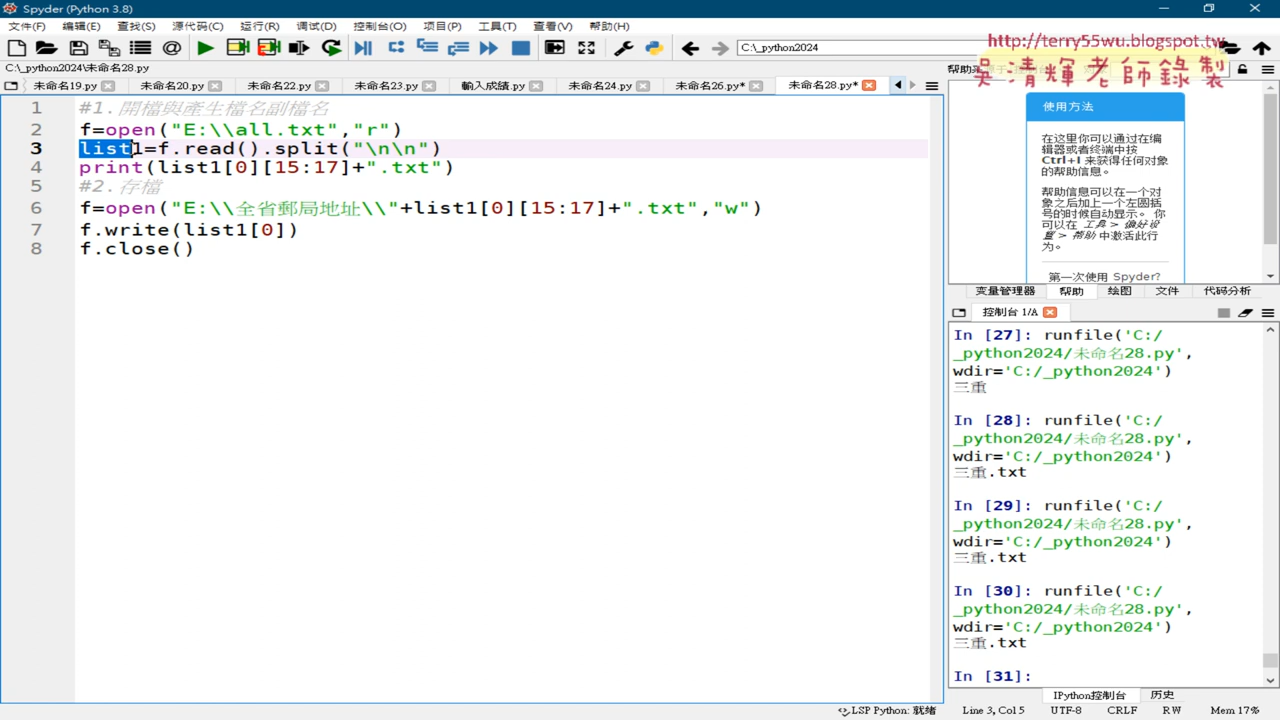 Spyder (Python 3.8)
文件(F) 编辑(E) 查找(S) 源代码(C) 运行(R) 调试(D) 控制台(O) 项目(P) 工具(T) 查看(V) 帮助(H)
C:\_python2024
http://terry55wu.blogspot.tw
吳清輝老師錄製
C:\_python2024\未命名28.py
未命名19.py 未命名20.py 未命名22.py 未命名23.py 輸入成績.py 未命名24.py 未命名26.py* 未命名28.py*
1 #1.開檔與產生檔名副檔名
2 f=open("E:\\all.txt","r")
3 list1=f.read().split("\n\n")
4 print(list1[0][15:17]+".txt")
5 #2.存檔
6 f=open("E:\\全省郵局地址\\"+list1[0][15:17]+".txt","w")
7 f.write(list1[0])
8 f.close()
使用方法
在这里你可以通过在编
辑器或者终端中按
Ctrl+I 来获得任何对象
的帮助信息。
帮助信息可以在一个对
象之后加上一个左圆括
号的时候自动显示。 你
可以在 工具 > 偏好设
置 > 帮助 中激活此行
为。
第一次使用 Spyder?
变量管理器 帮助 绘图 文件 代码分析
控制台 1/A
In [27]: runfile('C:/
_python2024/未命名28.py',
wdir='C:/_python2024')
三重
In [28]: runfile('C:/
_python2024/未命名28.py',
wdir='C:/_python2024')
三重.txt
In [29]: runfile('C:/
_python2024/未命名28.py',
wdir='C:/_python2024')
三重.txt
In [30]: runfile('C:/
_python2024/未命名28.py',
wdir='C:/_python2024')
三重.txt
In [31]:
IPython控制台 历史
LSP Python: 就绪 Line 3, Col 5 UTF-8 CRLF RW Mem 17%